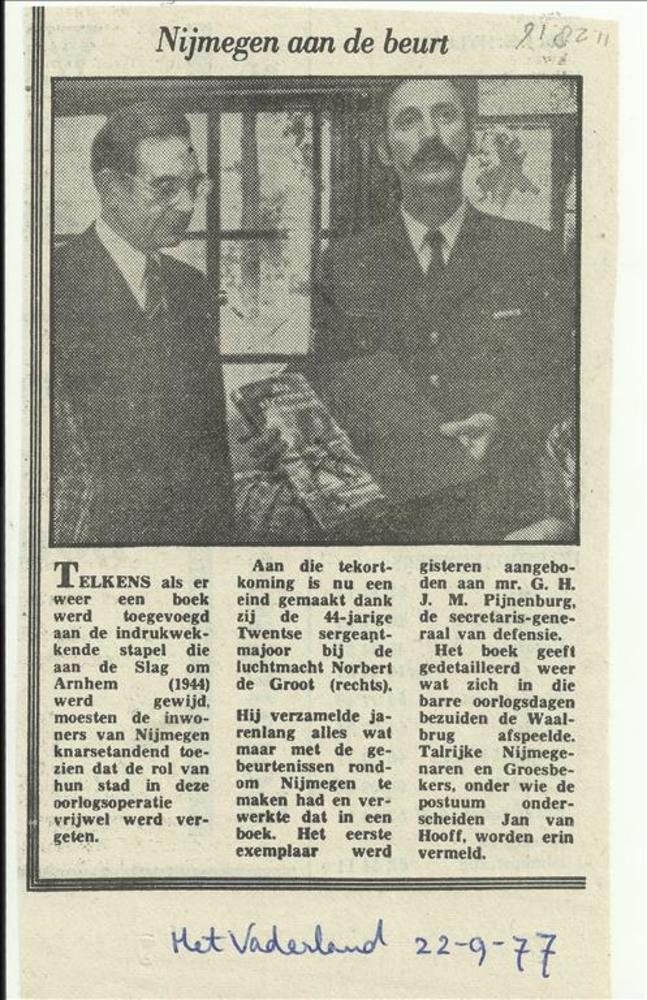 Nijmegen aan de beurt
TELKENS als er
weer een boek
werd toegevoegd
aan de indrukwek-
kende stapel die
aan de Slag om
Arnhem (1944)
werd gewijd,
moesten de inwo-
ners van Nijmegen
knarsetandend toe-
zien dat de rol van
hun stad in deze
oorlogsoperatie
vrijwel werd ver-
geten.
Aan die tekort-
koming is nu een
eind gemaakt dank
zij de 44-jarige
Twentse sergeant-
majoor bij de
luchtmacht Norbert
de Groot (rechts).
Hij verzamelde ja-
renlang alles wat
maar met de ge-
beurtenissen rond-
om Nijmegen te
maken had en ver-
werkte dat in een
boek. Het eerste
exemplaar werd
gisteren aangebo-
den aan mr. G. H.
J. M. Pijnenburg,
de secretaris-gene-
raal van defensie.
Het boek geeft
gedetailleerd weer
wat zich in die
barre oorlogsdagen
bezuiden de Waal-
brug afspeelde.
Talrijke Nijmege-
naren en Groesbe-
kers, onder wie de
postuum onder-
scheiden Jan van
Hooff, worden erin
vermeld.
Het Vaderland 22-9-77